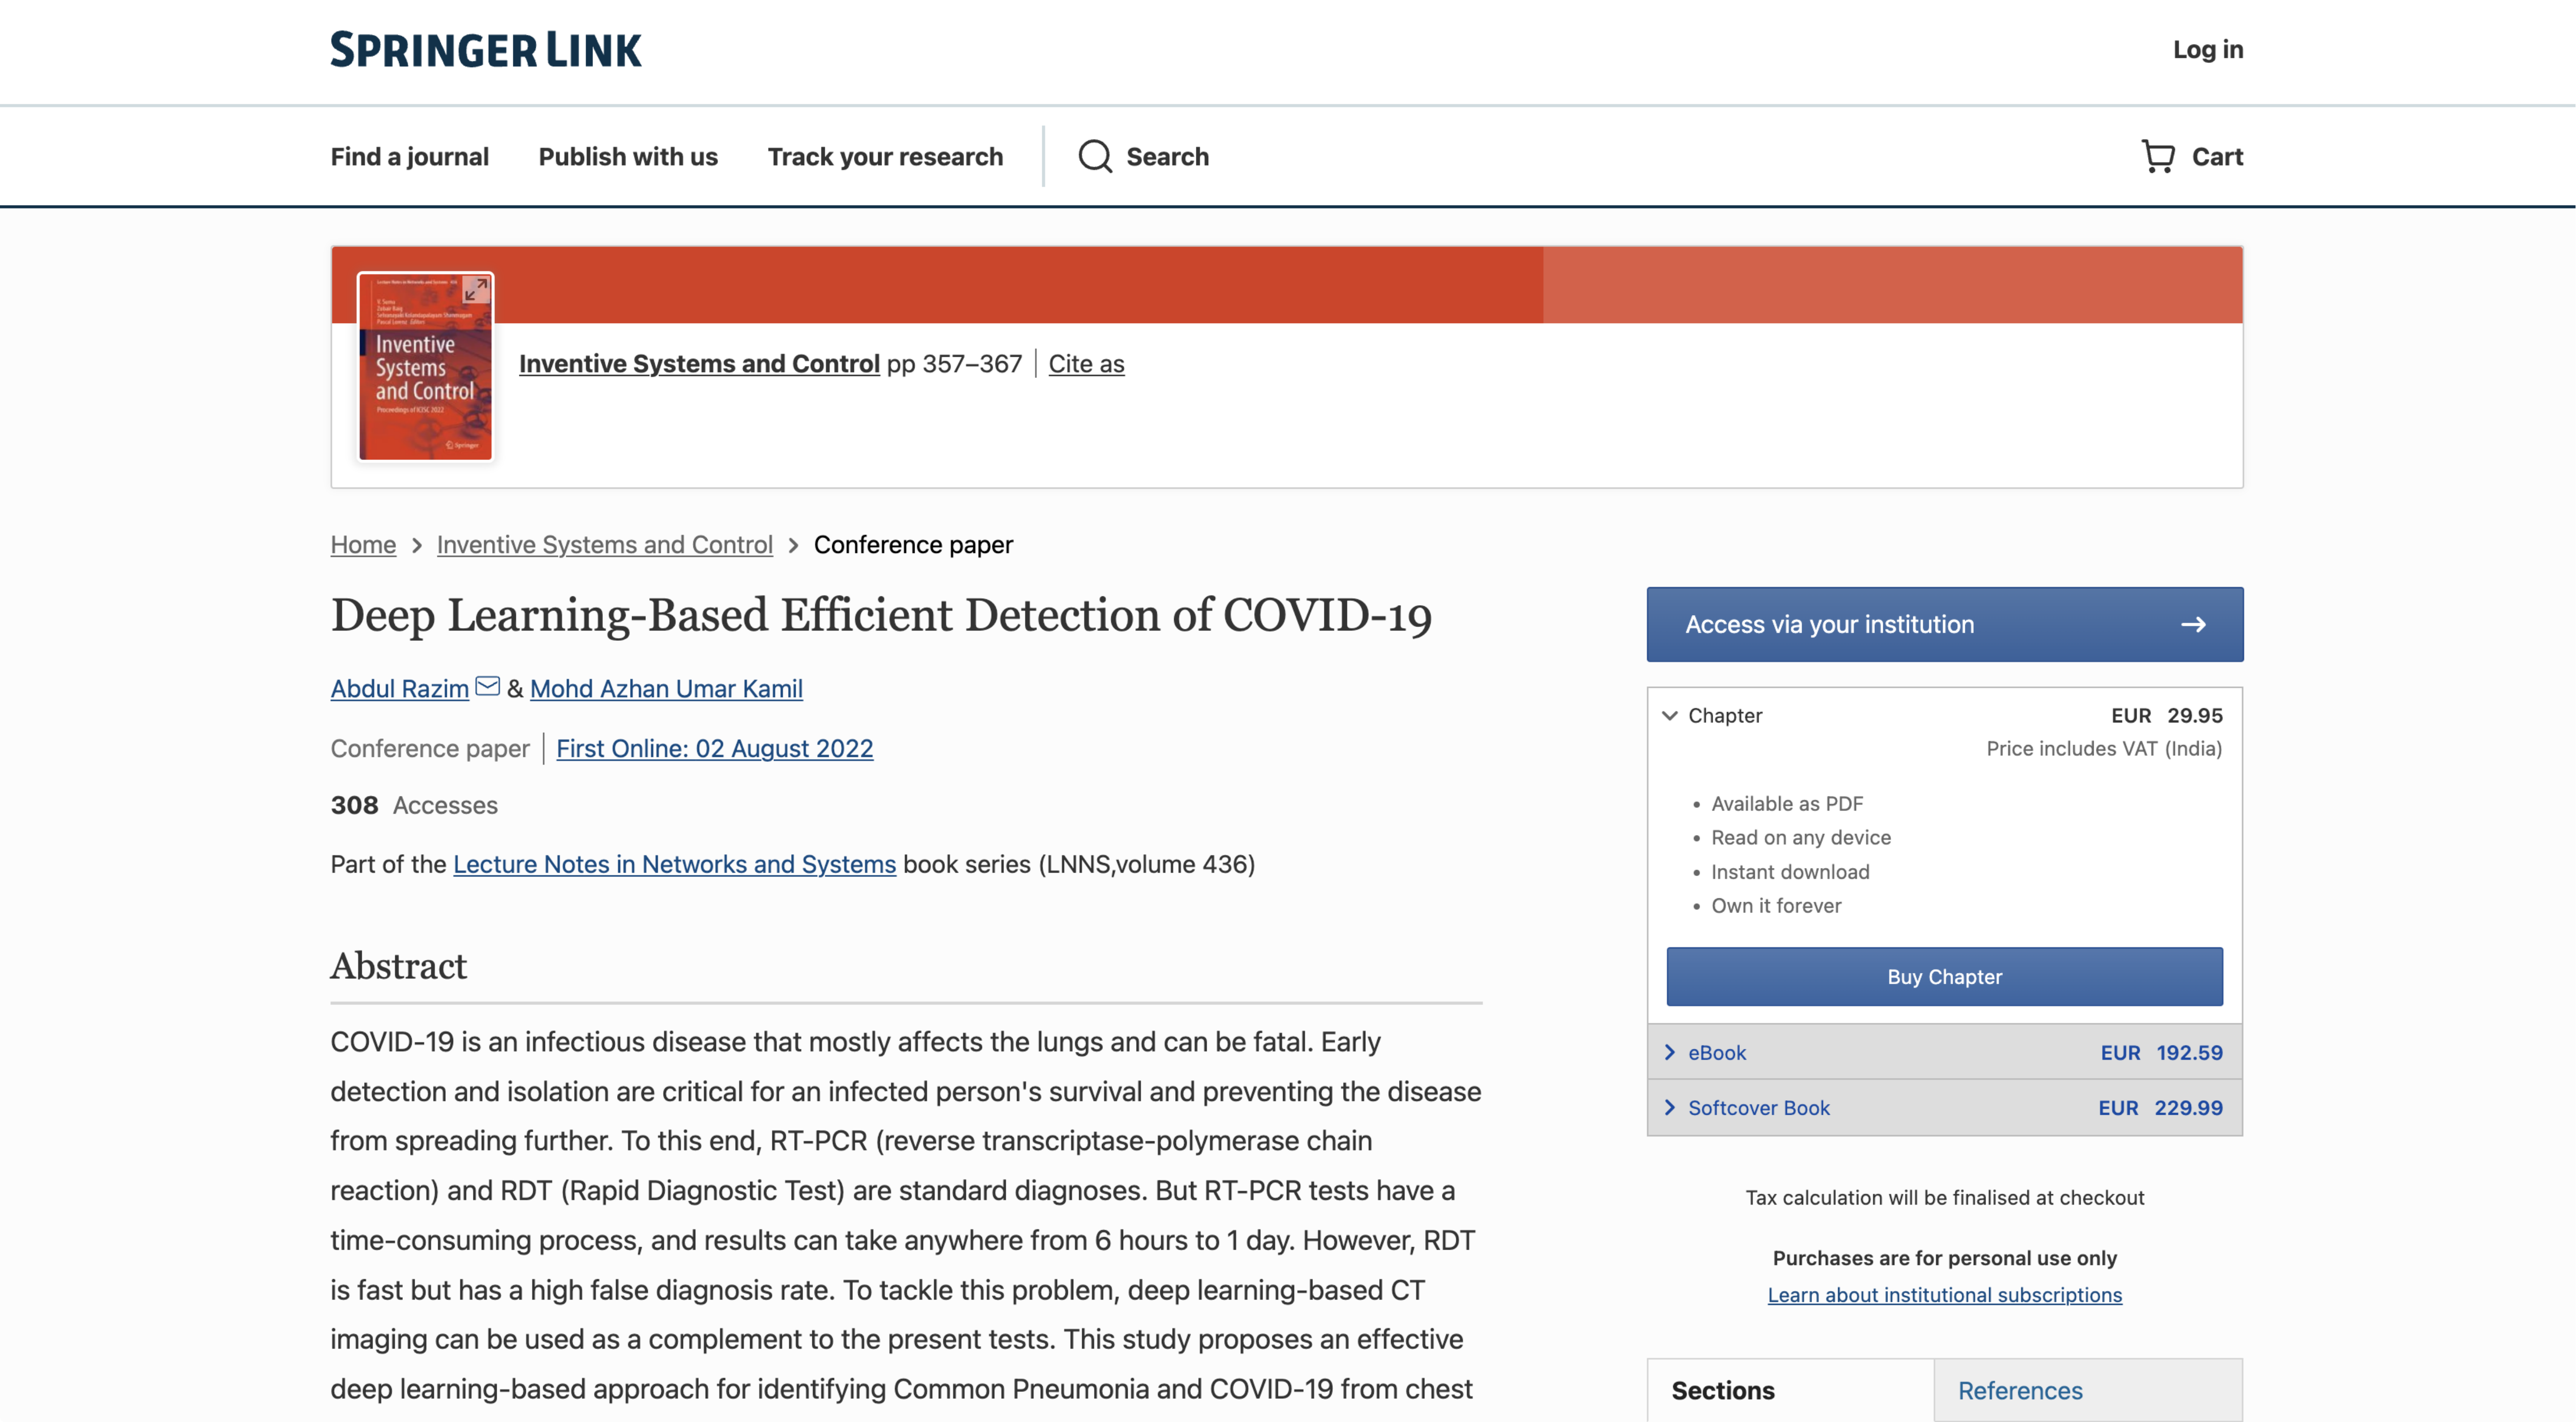 SPRINGER LINK
Log in
Find a journal
Publish with us
Track your research
Search
Cart
Inventive
Systems
and Control
Proceedings of ICISC 2022
Springer
Inventive Systems and Control pp 357–367 | Cite as
Home > Inventive Systems and Control > Conference paper
Deep Learning-Based Efficient Detection of COVID-19
Abdul Razim & Mohd Azhan Umar Kamil
Conference paper | First Online: 02 August 2022
308 Accesses
Part of the Lecture Notes in Networks and Systems book series (LNNS,volume 436)
Abstract
COVID-19 is an infectious disease that mostly affects the lungs and can be fatal. Early
detection and isolation are critical for an infected person's survival and preventing the disease
from spreading further. To this end, RT-PCR (reverse transcriptase-polymerase chain
reaction) and RDT (Rapid Diagnostic Test) are standard diagnoses. But RT-PCR tests have a
time-consuming process, and results can take anywhere from 6 hours to 1 day. However, RDT
is fast but has a high false diagnosis rate. To tackle this problem, deep learning-based CT
imaging can be used as a complement to the present tests. This study proposes an effective
deep learning-based approach for identifying Common Pneumonia and COVID-19 from chest
Access via your institution →
Chapter EUR 29.95
Price includes VAT (India)
• Available as PDF
• Read on any device
• Instant download
• Own it forever
Buy Chapter
eBook EUR 192.59
Softcover Book EUR 229.99
Tax calculation will be finalised at checkout
Purchases are for personal use only
Learn about institutional subscriptions
Sections
References